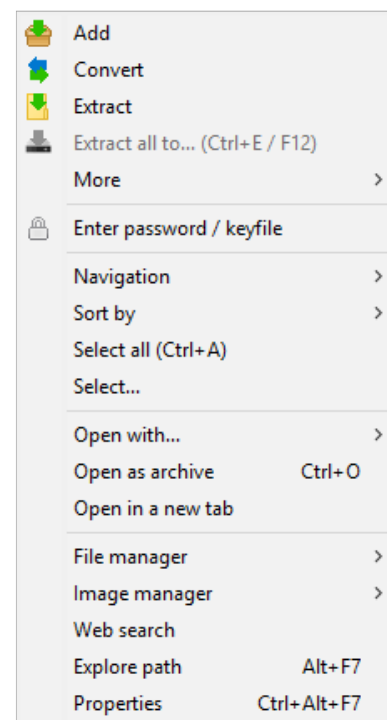 Add
Convert
Extract
Extract all to... (Ctrl+E / F12)
More
Enter password / keyfile
Navigation
Sort by
Select all (Ctrl+A)
Select...
Open with...
Open as archive Ctrl+O
Open in a new tab
File manager
Image manager
Web search
Explore path Alt+F7
Properties Ctrl+Alt+F7